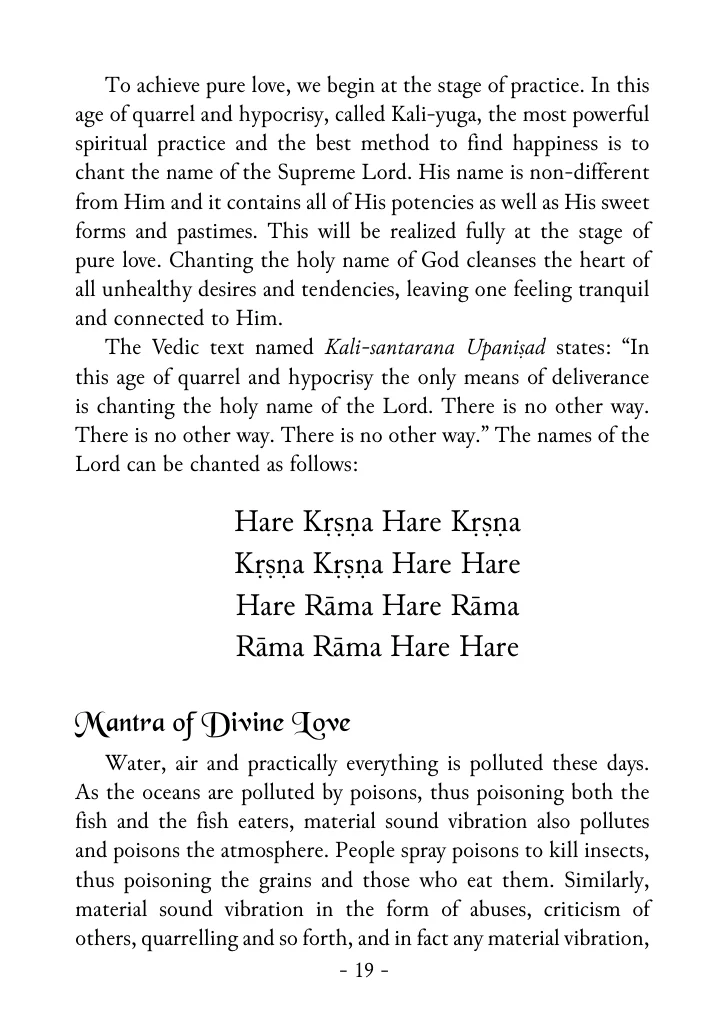 To achieve pure love, we begin at the stage of practice. In this
age of quarrel and hypocrisy, called Kali-yuga, the most powerful
spiritual practice and the best method to find happiness is to
chant the name of the Supreme Lord. His name is non-different
from Him and it contains all of His potencies as well as His sweet
forms and pastimes. This will be realized fully at the stage of
pure love. Chanting the holy name of God cleanses the heart of
all unhealthy desires and tendencies, leaving one feeling tranquil
and connected to Him.
The Vedic text named Kali-santarana Upaniṣad states: “In
this age of quarrel and hypocrisy the only means of deliverance
is chanting the holy name of the Lord. There is no other way.
There is no other way. There is no other way.” The names of the
Lord can be chanted as follows:
Hare Kṛṣṇa Hare Kṛṣṇa
Kṛṣṇa Kṛṣṇa Hare Hare
Hare Rāma Hare Rāma
Rāma Rāma Hare Hare
Mantra of Divine Love
Water, air and practically everything is polluted these days.
As the oceans are polluted by poisons, thus poisoning both the
fish and the fish eaters, material sound vibration also pollutes
and poisons the atmosphere. People spray poisons to kill insects,
thus poisoning the grains and those who eat them. Similarly,
material sound vibration in the form of abuses, criticism of
others, quarrelling and so forth, and in fact any material vibration,
- 19 -